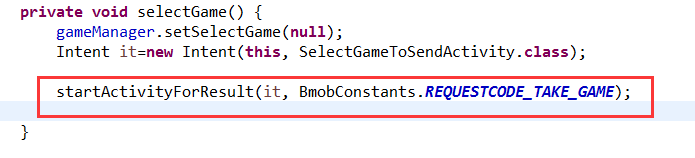 private void selectGame() {
gameManager.setSelectGame(null);
Intent it=new Intent(this, SelectGameToSendActivity.class);
startActivityForResult(it, BmobConstants.REQUESTCODE_TAKE_GAME);
}